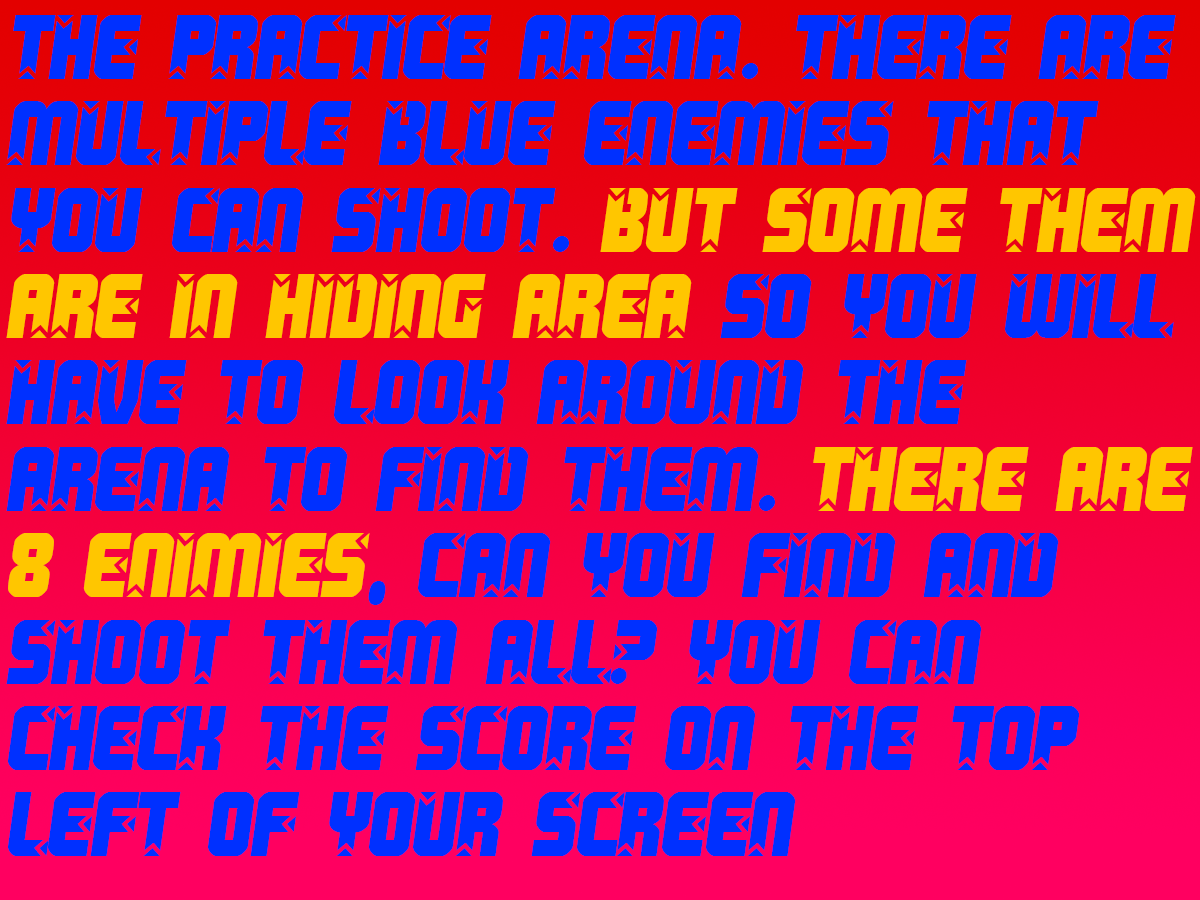 THE PRACTICE ARENA. THERE ARE
MULTIPLE BLUE ENEMIES THAT
YOU CAN SHOOT. BUT SOME THEM
ARE IN HIDING AREA SO YOU WILL
HAVE TO LOOK AROUND THE
ARENA TO FIND THEM. THERE ARE
8 ENIMIES, CAN YOU FIND AND
SHOOT THEM ALL? YOU CAN
CHECK THE SCORE ON THE TOP
LEFT OF YOUR SCREEN